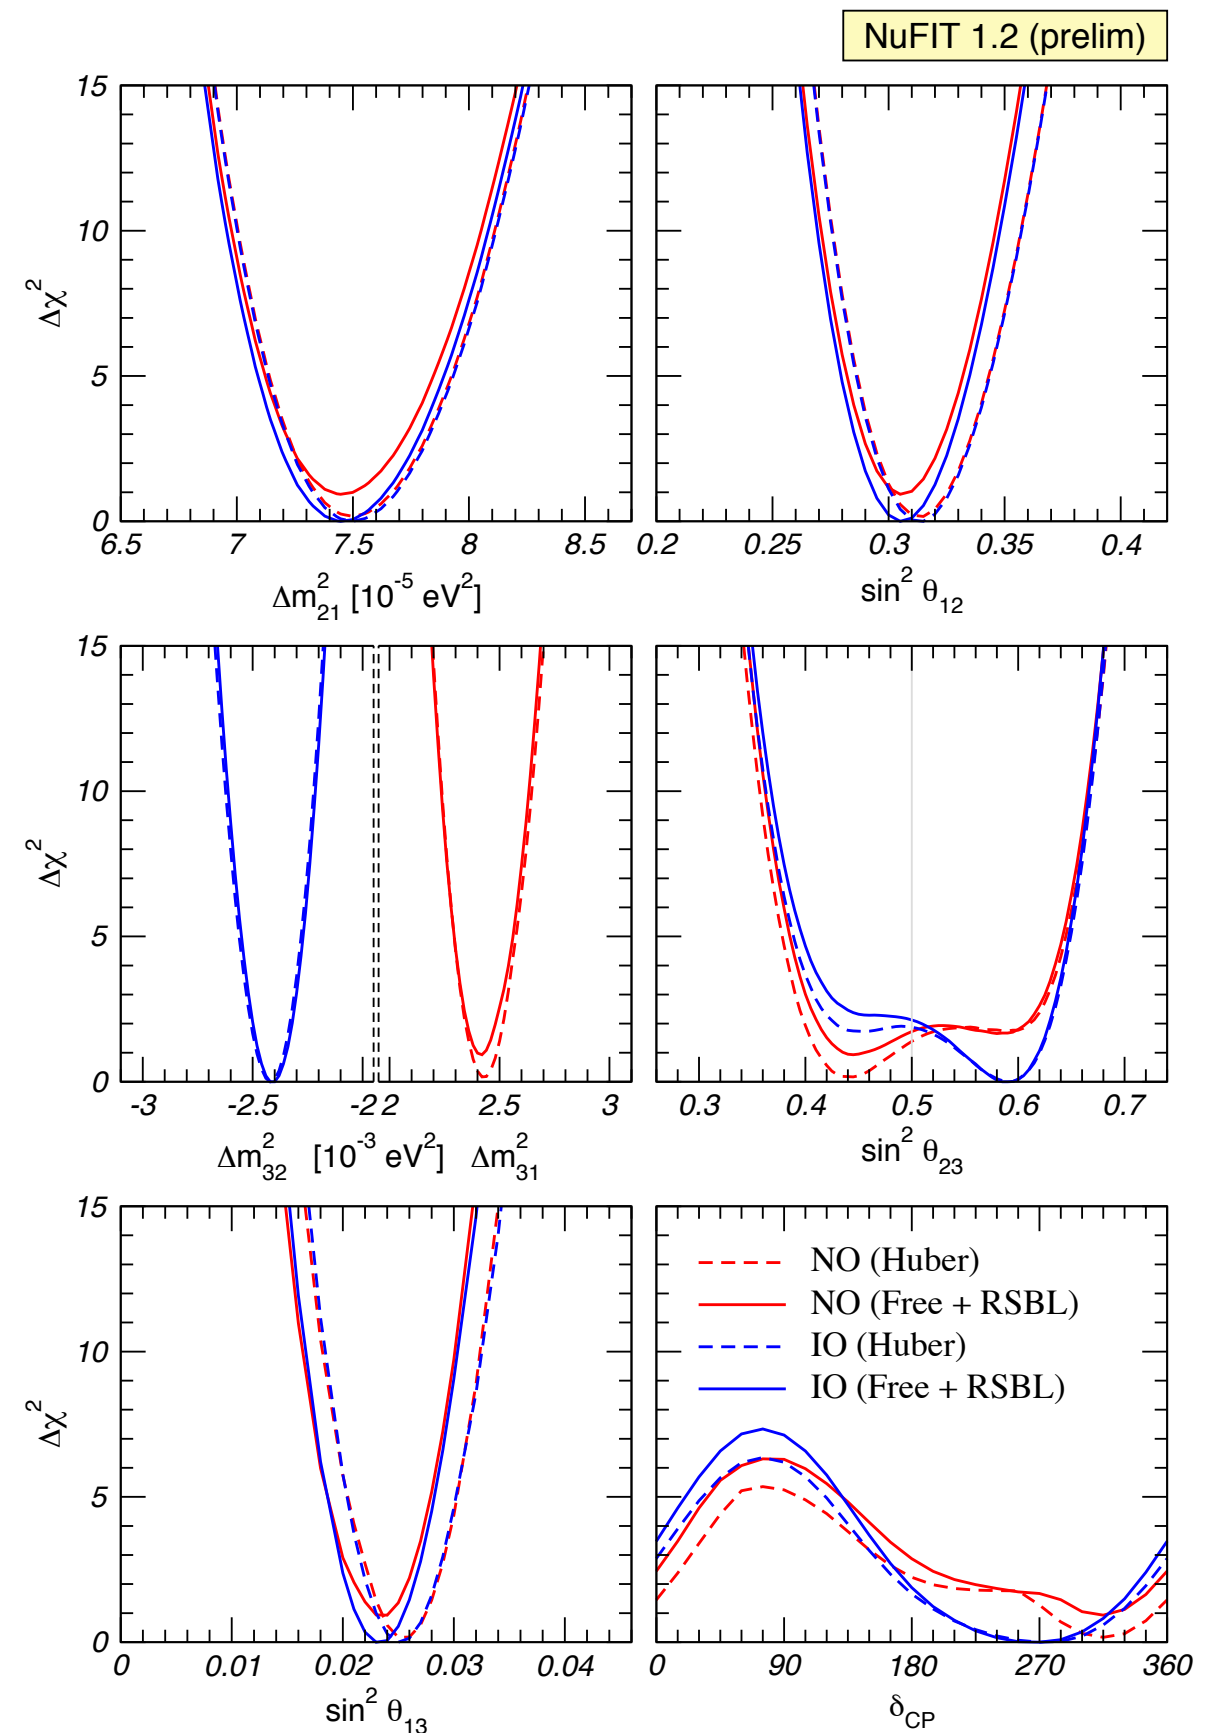 NuFIT 1.2 (prelim)
15
10
5
0
Δχ²
6.5 7 7.5 8 8.5
Δm²₂₁ [10⁻⁵ eV²]
0.2 0.25 0.3 0.35 0.4
sin² θ₁₂
15
10
5
0
Δχ²
-3 -2.5 -2 2 2.5 3
Δm²₃₂ [10⁻³ eV²] Δm²₃₁
0.3 0.4 0.5 0.6 0.7
sin² θ₂₃
15
10
5
0
Δχ²
0 0.01 0.02 0.03 0.04
sin² θ₁₃
NO (Huber)
NO (Free + RSBL)
IO (Huber)
IO (Free + RSBL)
0 90 180 270 360
δ_CP